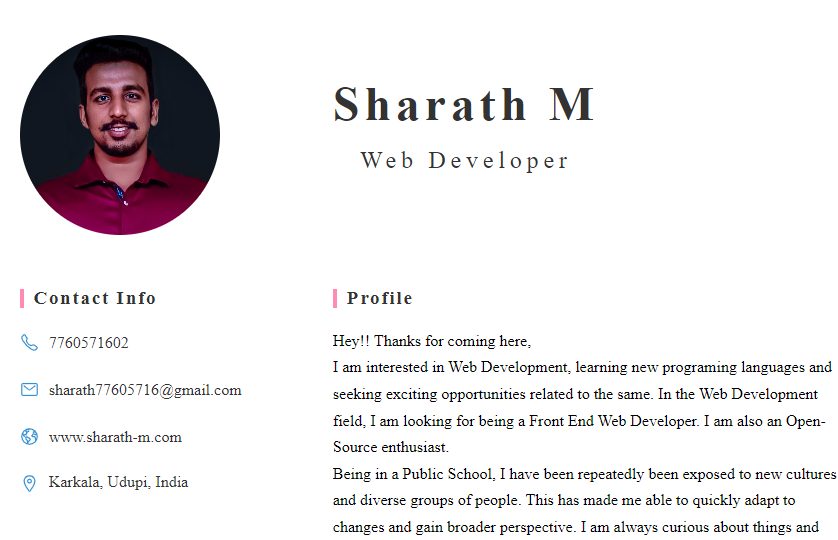 Sharath M
Web Developer
Contact Info
7760571602
sharath77605716@gmail.com
www.sharath-m.com
Karkala, Udupi, India
Profile
Hey!! Thanks for coming here,
I am interested in Web Development, learning new programing languages and
seeking exciting opportunities related to the same. In the Web Development
field, I am looking for being a Front End Web Developer. I am also an Open-
Source enthusiast.
Being in a Public School, I have been repeatedly been exposed to new cultures
and diverse groups of people. This has made me able to quickly adapt to
changes and gain broader perspective. I am always curious about things and